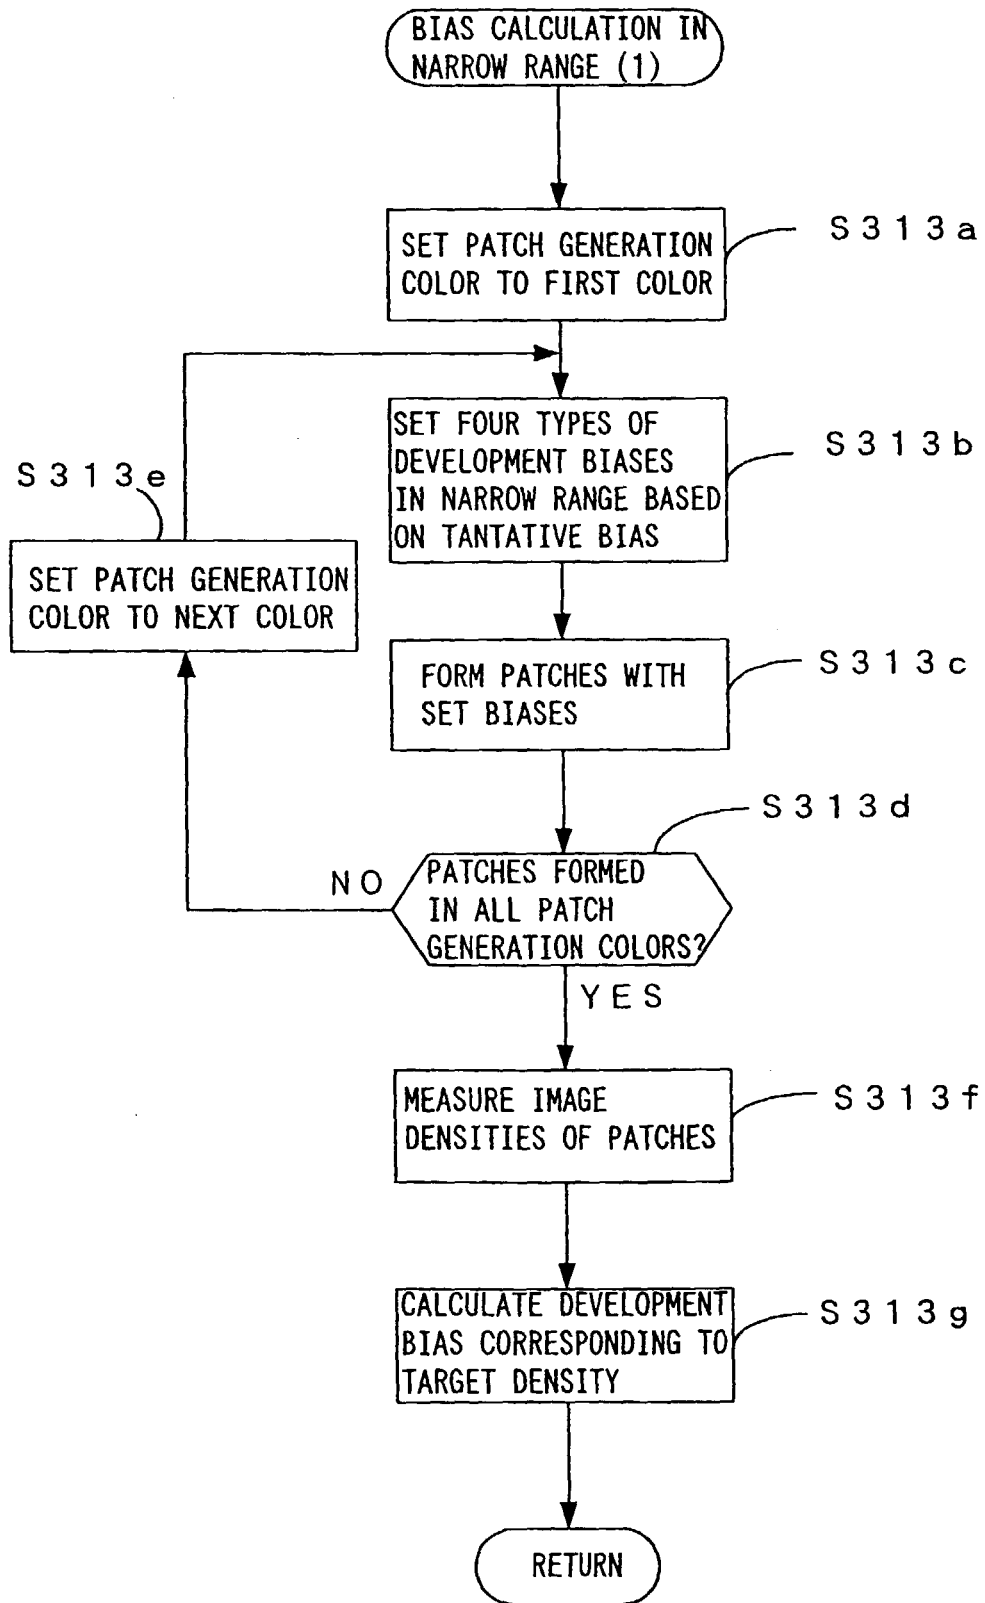 BIAS CALCULATION IN
NARROW RANGE (1)
SET PATCH GENERATION
COLOR TO FIRST COLOR
S313a
SET FOUR TYPES OF
DEVELOPMENT BIASES
IN NARROW RANGE BASED
ON TANTATIVE BIAS
S313b
S313e
SET PATCH GENERATION
COLOR TO NEXT COLOR
FORM PATCHES WITH
SET BIASES
S313c
PATCHES FORMED
IN ALL PATCH
GENERATION COLORS?
S313d
NO
YES
MEASURE IMAGE
DENSITIES OF PATCHES
S313f
CALCULATE DEVELOPMENT
BIAS CORRESPONDING TO
TARGET DENSITY
S313g
RETURN